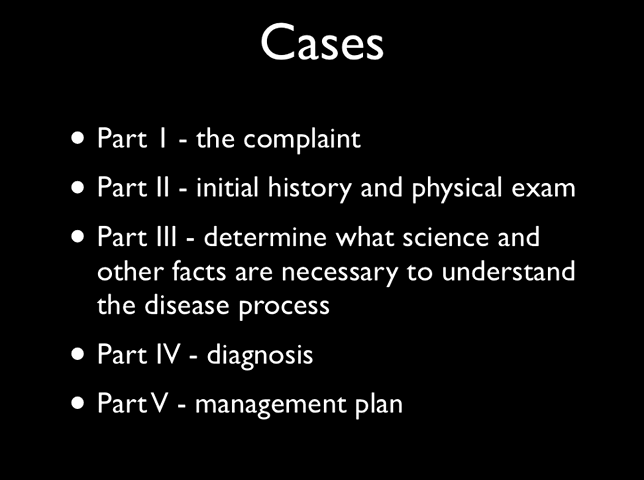 Cases
• Part 1 - the complaint
• Part II - initial history and physical exam
• Part III - determine what science and
other facts are necessary to understand
the disease process
• Part IV - diagnosis
• Part V - management plan